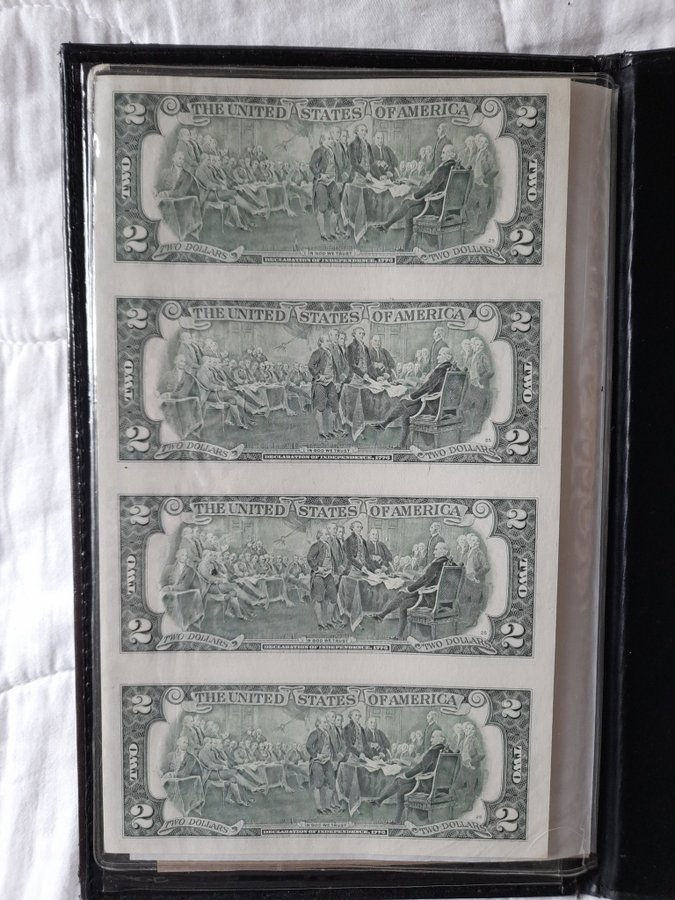 2 THE UNITED STATES OF AMERICA 2
TWO TWO
2 TWO DOLLARS IN GOD WE TRUST TWO DOLLARS 2
DECLARATION OF INDEPENDENCE, 1776
2 THE UNITED STATES OF AMERICA 2
TWO TWO
2 TWO DOLLARS IN GOD WE TRUST TWO DOLLARS 2
DECLARATION OF INDEPENDENCE, 1776
2 THE UNITED STATES OF AMERICA 2
TWO TWO
2 TWO DOLLARS IN GOD WE TRUST TWO DOLLARS 2
DECLARATION OF INDEPENDENCE, 1776
2 THE UNITED STATES OF AMERICA 2
TWO TWO
2 TWO DOLLARS IN GOD WE TRUST TWO DOLLARS 2
DECLARATION OF INDEPENDENCE, 1776